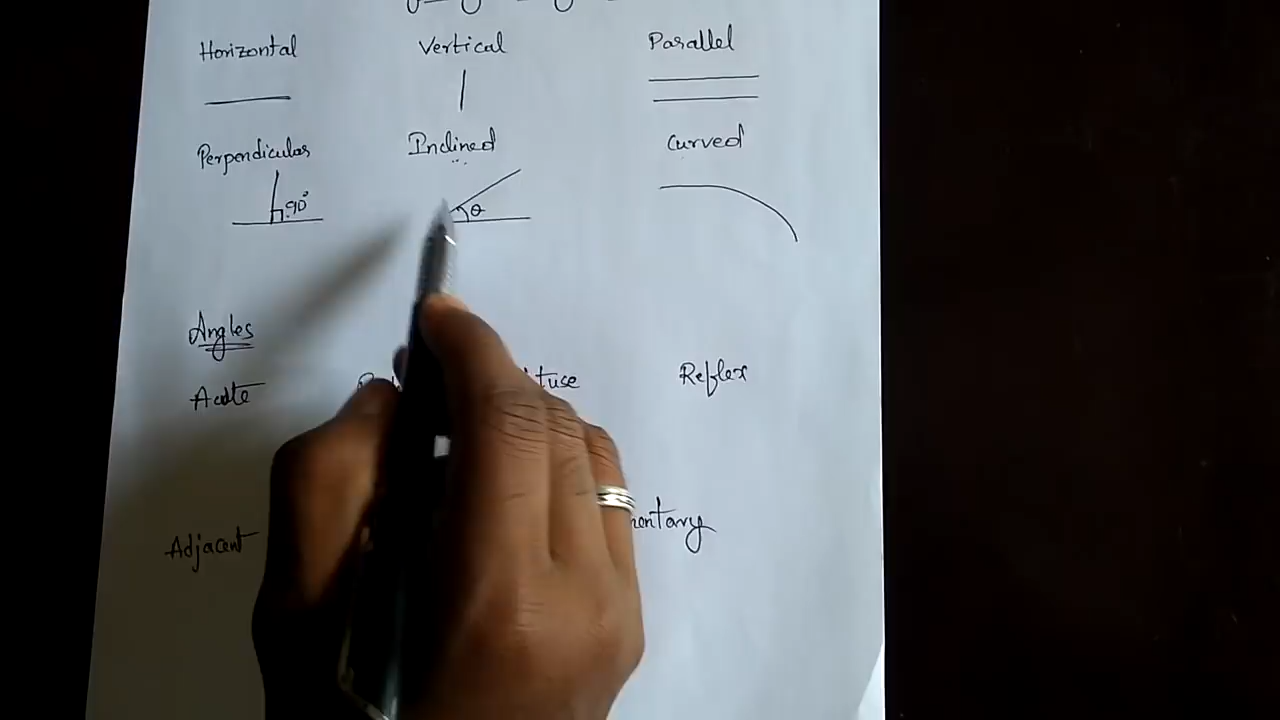 Horizontal Vertical Parallel
Perpendicular Inclined Curved
90° θ
Angles
Acute Reflex
Adjacent